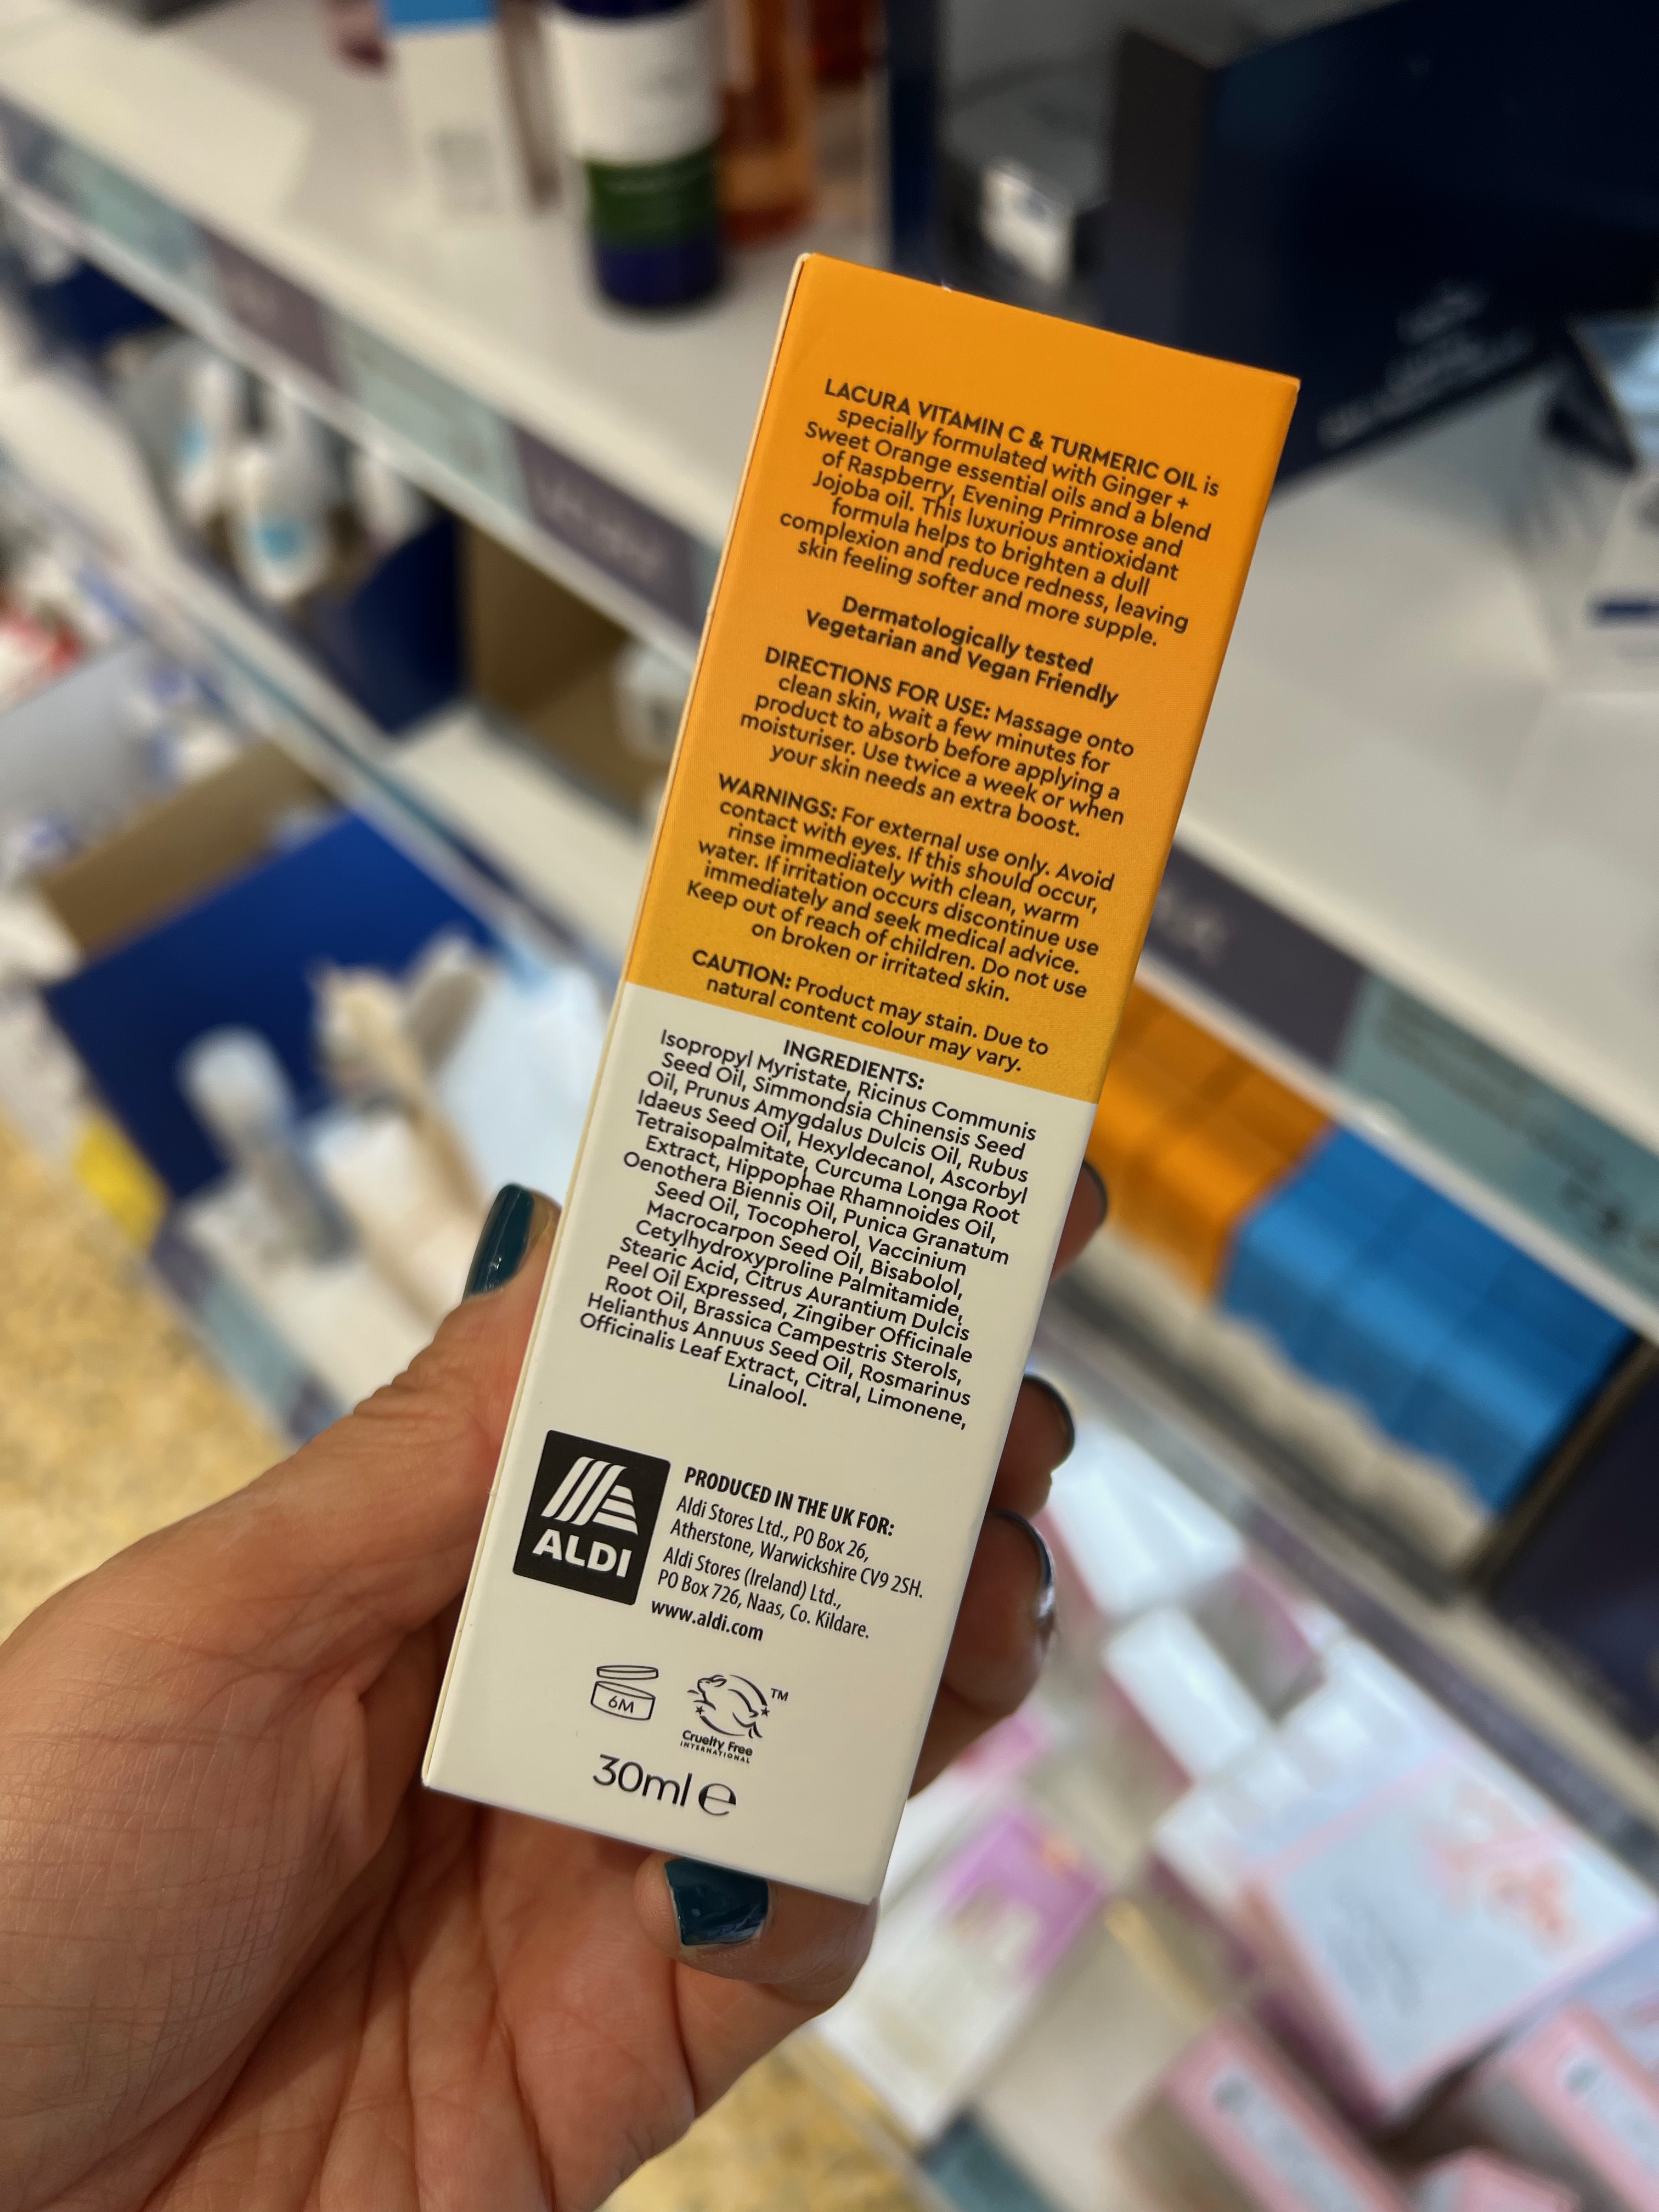 LACURA VITAMIN C & TURMERIC OIL is
specially formulated with Ginger +
Sweet Orange essential oils and a blend
of Raspberry, Evening Primrose and
Jojoba oil. This luxurious antioxidant
formula helps to brighten a dull
complexion and reduce redness, leaving
skin feeling softer and more supple.
Dermatologically tested
Vegetarian and Vegan Friendly
DIRECTIONS FOR USE: Massage onto
clean skin, wait a few minutes for
product to absorb before applying a
moisturiser. Use twice a week or when
your skin needs an extra boost.
WARNINGS: For external use only. Avoid
contact with eyes. If this should occur,
rinse immediately with clean, warm
water. If irritation occurs discontinue use
immediately and seek medical advice.
Keep out of reach of children. Do not use
on broken or irritated skin.
CAUTION: Product may stain. Due to
natural content colour may vary.
INGREDIENTS:
Isopropyl Myristate, Ricinus Communis
Seed Oil, Simmondsia Chinensis Seed
Oil, Prunus Amygdalus Dulcis Oil, Rubus
Idaeus Seed Oil, Hexyldecanol, Ascorbyl
Tetraisopalmitate, Curcuma Longa Root
Extract, Hippophae Rhamnoides Oil,
Oenothera Biennis Oil, Punica Granatum
Seed Oil, Tocopherol, Vaccinium
Macrocarpon Seed Oil, Bisabolol,
Cetylhydroxyproline Palmitamide,
Stearic Acid, Citrus Aurantium Dulcis
Peel Oil Expressed, Zingiber Officinale
Root Oil, Brassica Campestris Sterols,
Helianthus Annuus Seed Oil, Rosmarinus
Officinalis Leaf Extract, Citral, Limonene,
Linalool.
ALDI
PRODUCED IN THE UK FOR:
Aldi Stores Ltd., PO Box 26,
Atherstone, Warwickshire CV9 2SH.
Aldi Stores (Ireland) Ltd.,
PO Box 726, Naas, Co. Kildare.
www.aldi.com
6M
TM
Cruelty Free
INTERNATIONAL
30ml e